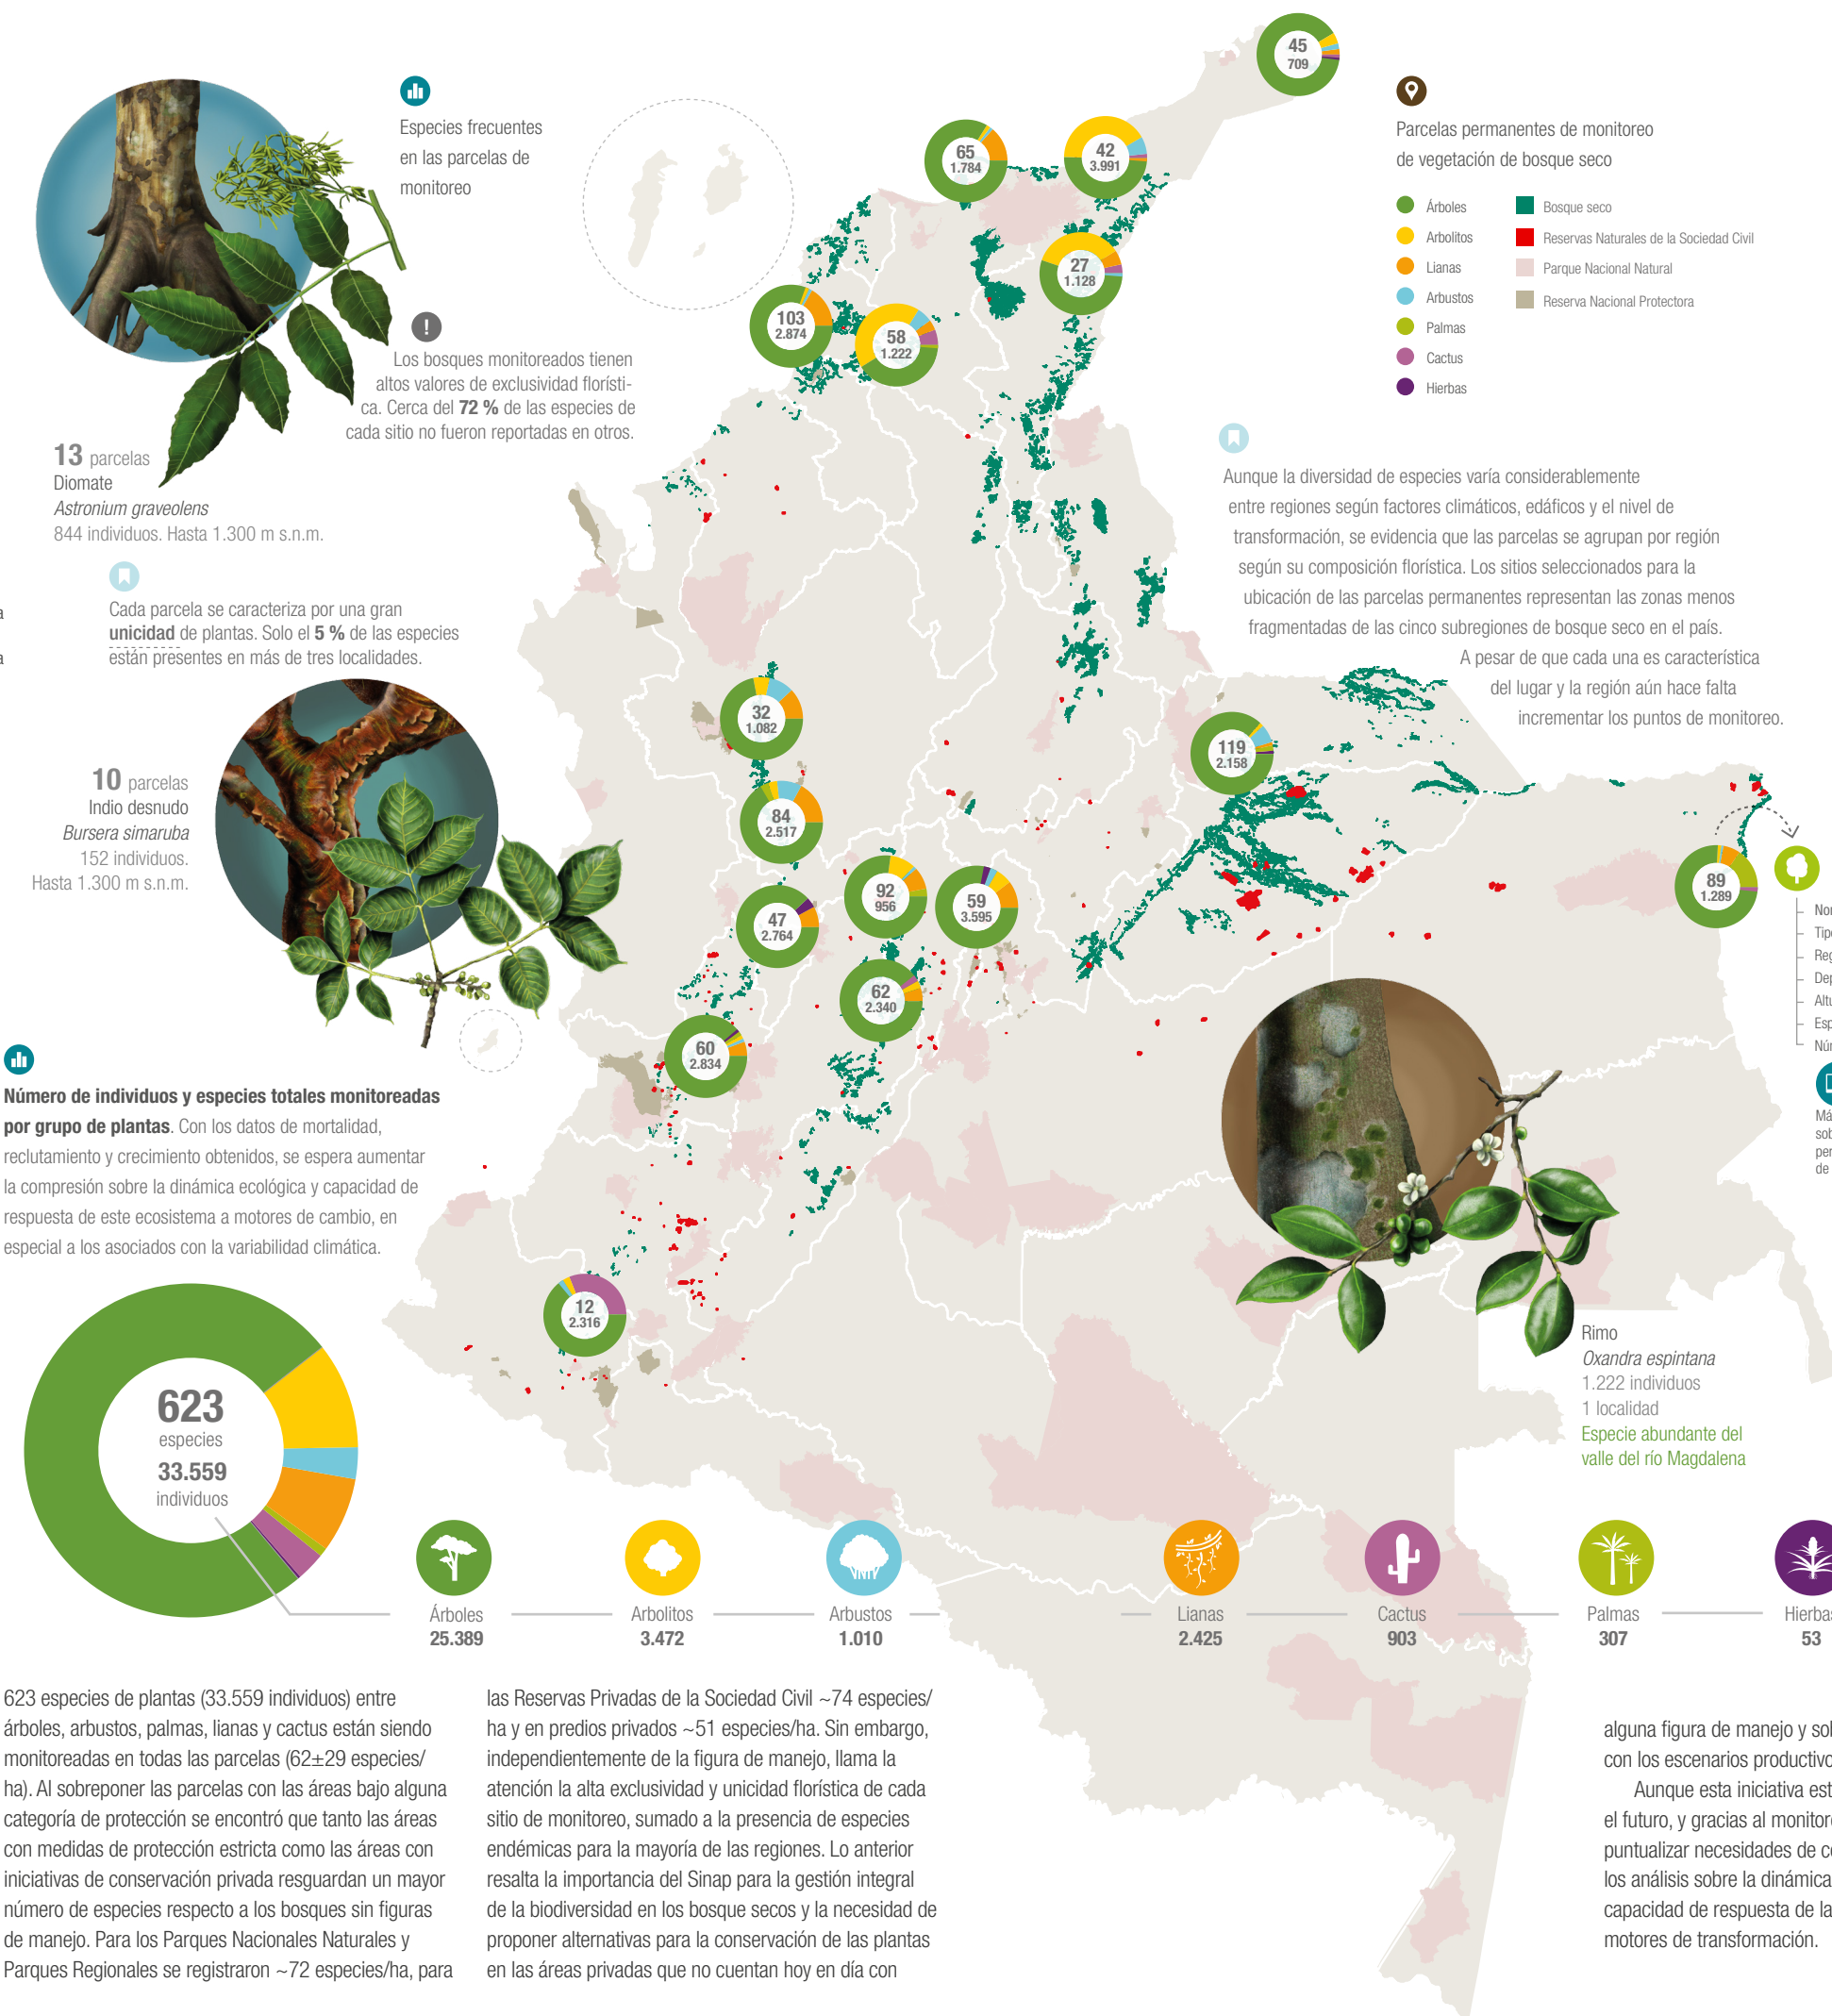 Especies frecuentes
en las parcelas de
monitoreo
Los bosques monitoreados tienen
altos valores de exclusividad florísti-
ca. Cerca del 72 % de las especies de
cada sitio no fueron reportadas en otros.
13 parcelas
Diomate
Astronium graveolens
844 individuos. Hasta 1.300 m s.n.m.
Cada parcela se caracteriza por una gran
unicidad de plantas. Solo el 5 % de las especies
están presentes en más de tres localidades.
10 parcelas
Indio desnudo
Bursera simaruba
152 individuos.
Hasta 1.300 m s.n.m.
Parcelas permanentes de monitoreo
de vegetación de bosque seco
Árboles
Arbolitos
Lianas
Arbustos
Palmas
Cactus
Hierbas
Bosque seco
Reservas Naturales de la Sociedad Civil
Parque Nacional Natural
Reserva Nacional Protectora
Aunque la diversidad de especies varía considerablemente
entre regiones según factores climáticos, edáficos y el nivel de
transformación, se evidencia que las parcelas se agrupan por región
según su composición florística. Los sitios seleccionados para la
ubicación de las parcelas permanentes representan las zonas menos
fragmentadas de las cinco subregiones de bosque seco en el país.
A pesar de que cada una es característica
del lugar y la región aún hace falta
incrementar los puntos de monitoreo.
45
709
65
1.784
42
3.991
27
1.128
103
2.874
58
1.222
32
1.082
119
2.158
84
2.517
92
956
59
3.595
89
1.289
47
2.764
62
2.340
60
2.834
12
2.316
Rimo
Oxandra espintana
1.222 individuos
1 localidad
Especie abundante del
valle del río Magdalena
Número de individuos y especies totales monitoreadas
por grupo de plantas. Con los datos de mortalidad,
reclutamiento y crecimiento obtenidos, se espera aumentar
la compresión sobre la dinámica ecológica y capacidad de
respuesta de este ecosistema a motores de cambio, en
especial a los asociados con la variabilidad climática.
623
especies
33.559
individuos
Árboles
25.389
Arbolitos
3.472
Arbustos
1.010
Lianas
2.425
Cactus
903
Palmas
307
Hierbas
53
623 especies de plantas (33.559 individuos) entre
árboles, arbustos, palmas, lianas y cactus están siendo
monitoreadas en todas las parcelas (62±29 especies/
ha). Al sobreponer las parcelas con las áreas bajo alguna
categoría de protección se encontró que tanto las áreas
con medidas de protección estricta como las áreas con
iniciativas de conservación privada resguardan un mayor
número de especies respecto a los bosques sin figuras
de manejo. Para los Parques Nacionales Naturales y
Parques Regionales se registraron ~72 especies/ha, para
las Reservas Privadas de la Sociedad Civil ~74 especies/
ha y en predios privados ~51 especies/ha. Sin embargo,
independientemente de la figura de manejo, llama la
atención la alta exclusividad y unicidad florística de cada
sitio de monitoreo, sumado a la presencia de especies
endémicas para la mayoría de las regiones. Lo anterior
resalta la importancia del Sinap para la gestión integral
de la biodiversidad en los bosque secos y la necesidad de
proponer alternativas para la conservación de las plantas
en las áreas privadas que no cuentan hoy en día con
alguna figura de manejo y
con los escenarios
Aunque esta iniciativa
el futuro, y gracias al
puntualizar necesidades de
los análisis sobre la dinámica
capacidad de respuesta de
motores de transformación.